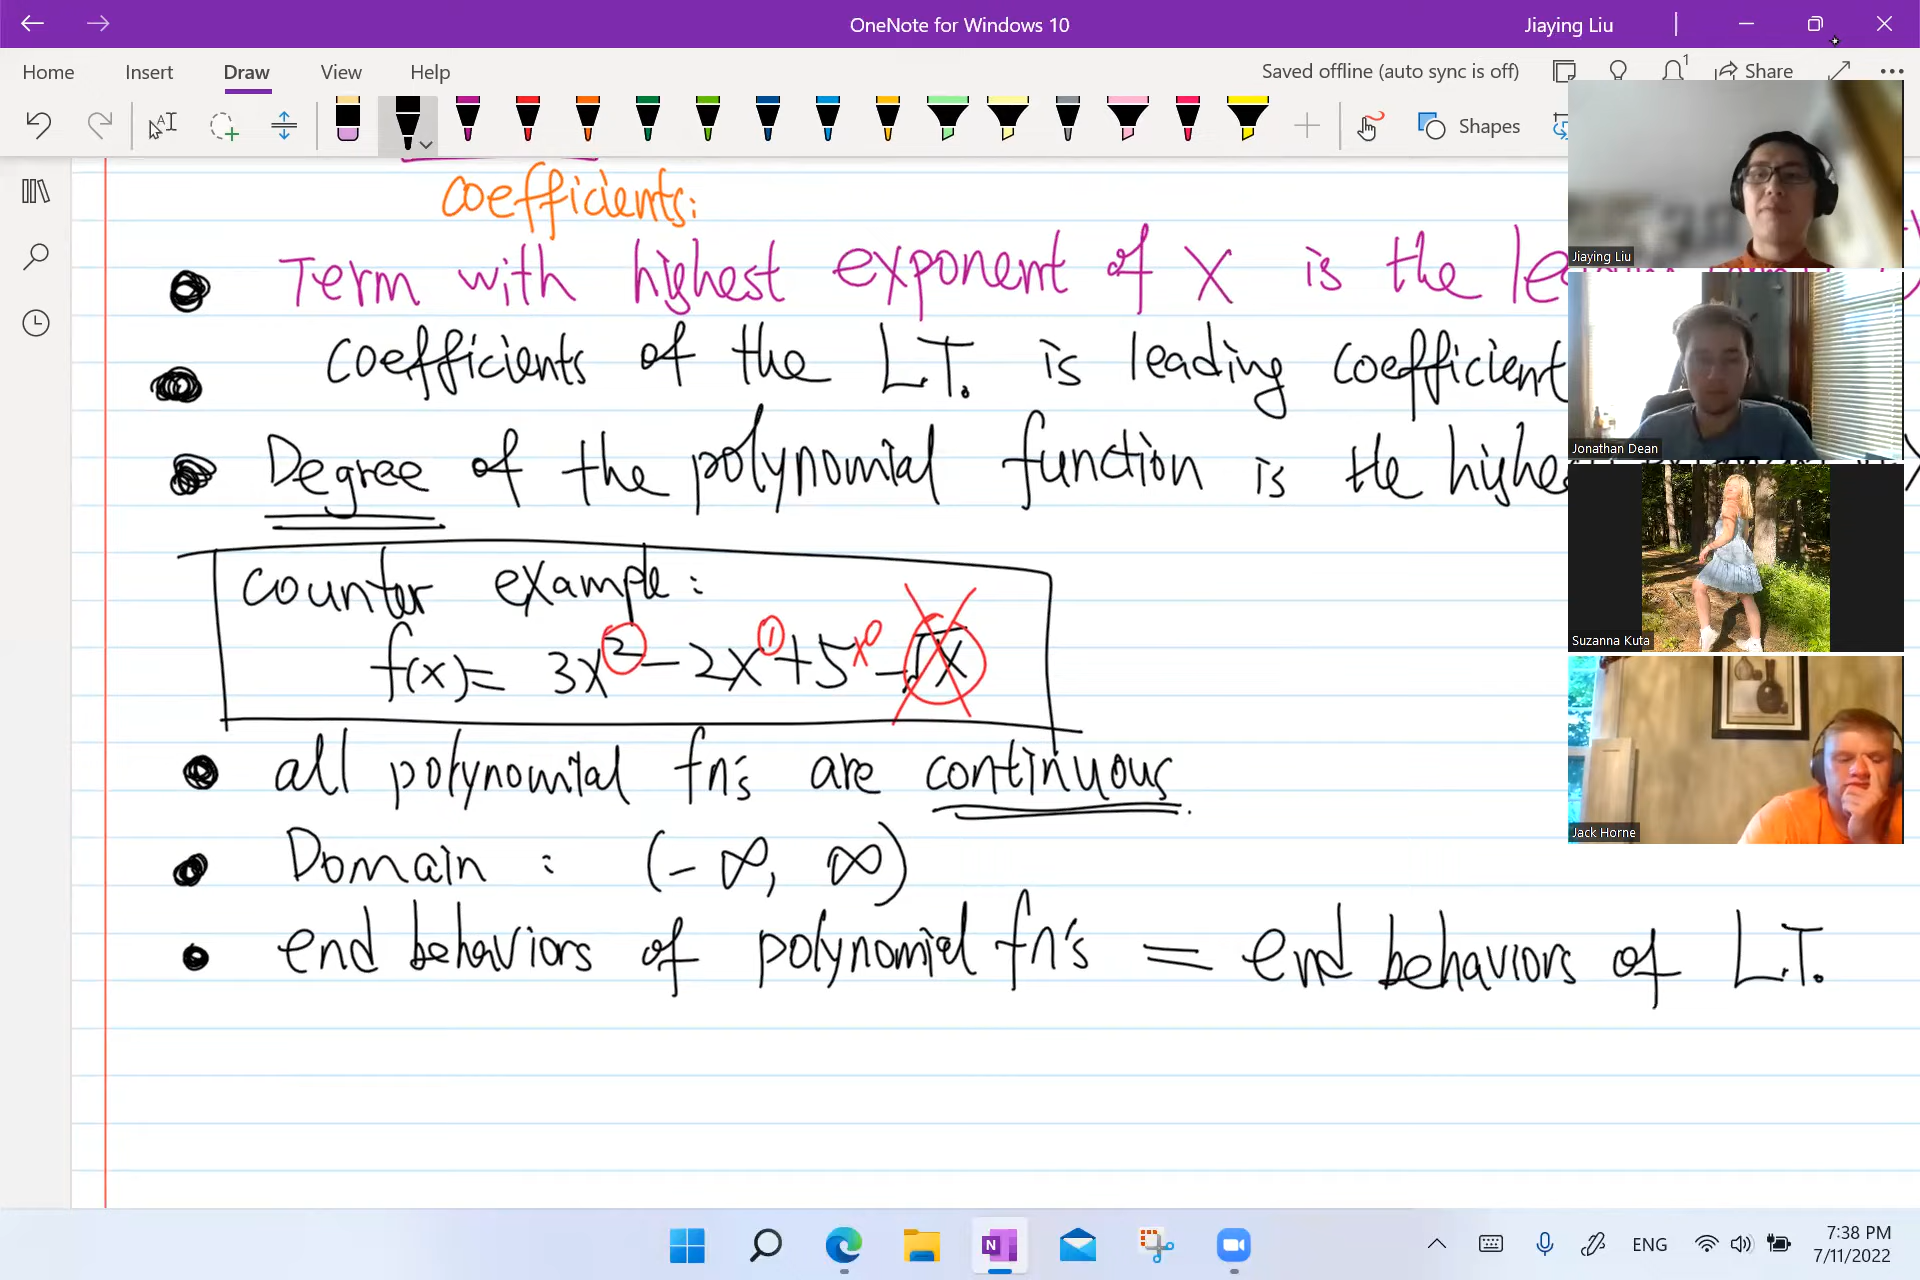 OneNote for Windows 10
Jiaying Liu
Home Insert Draw View Help
Saved offline (auto sync is off)
1
Share
Shapes
coefficients:
Term with highest exponent of X is the
coefficients of the L.T. is leading coefficient
Degree of the polynomial function is the
counter example:
f(x)= 3x² - 2x¹ + 5x⁰ - √x
all polynomial fn's are continuous.
Domain : (-∞, ∞)
end behaviors of polynomial fn's = end behaviors of L.T.
Jiaying Liu
Jonathan Dean
Suzanna Kuta
Jack Horne
ENG
7:38 PM
7/11/2022